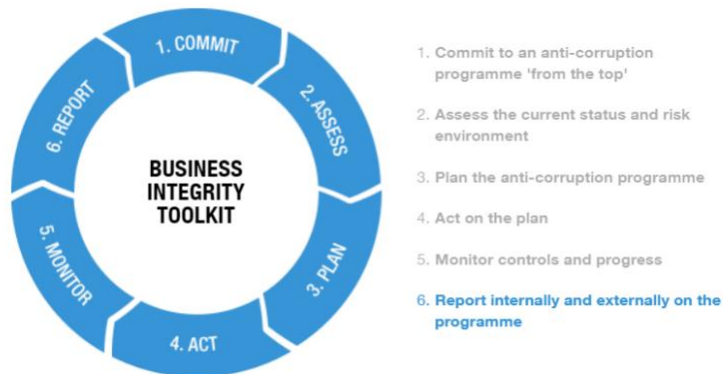 1. COMMIT
2. ASSESS
3. PLAN
4. ACT
5. MONITOR
6. REPORT
BUSINESS
INTEGRITY
TOOLKIT
1. Commit to an anti-corruption
programme 'from the top'
2. Assess the current status and risk
environment
3. Plan the anti-corruption programme
4. Act on the plan
5. Monitor controls and progress
6. Report internally and externally on the
programme